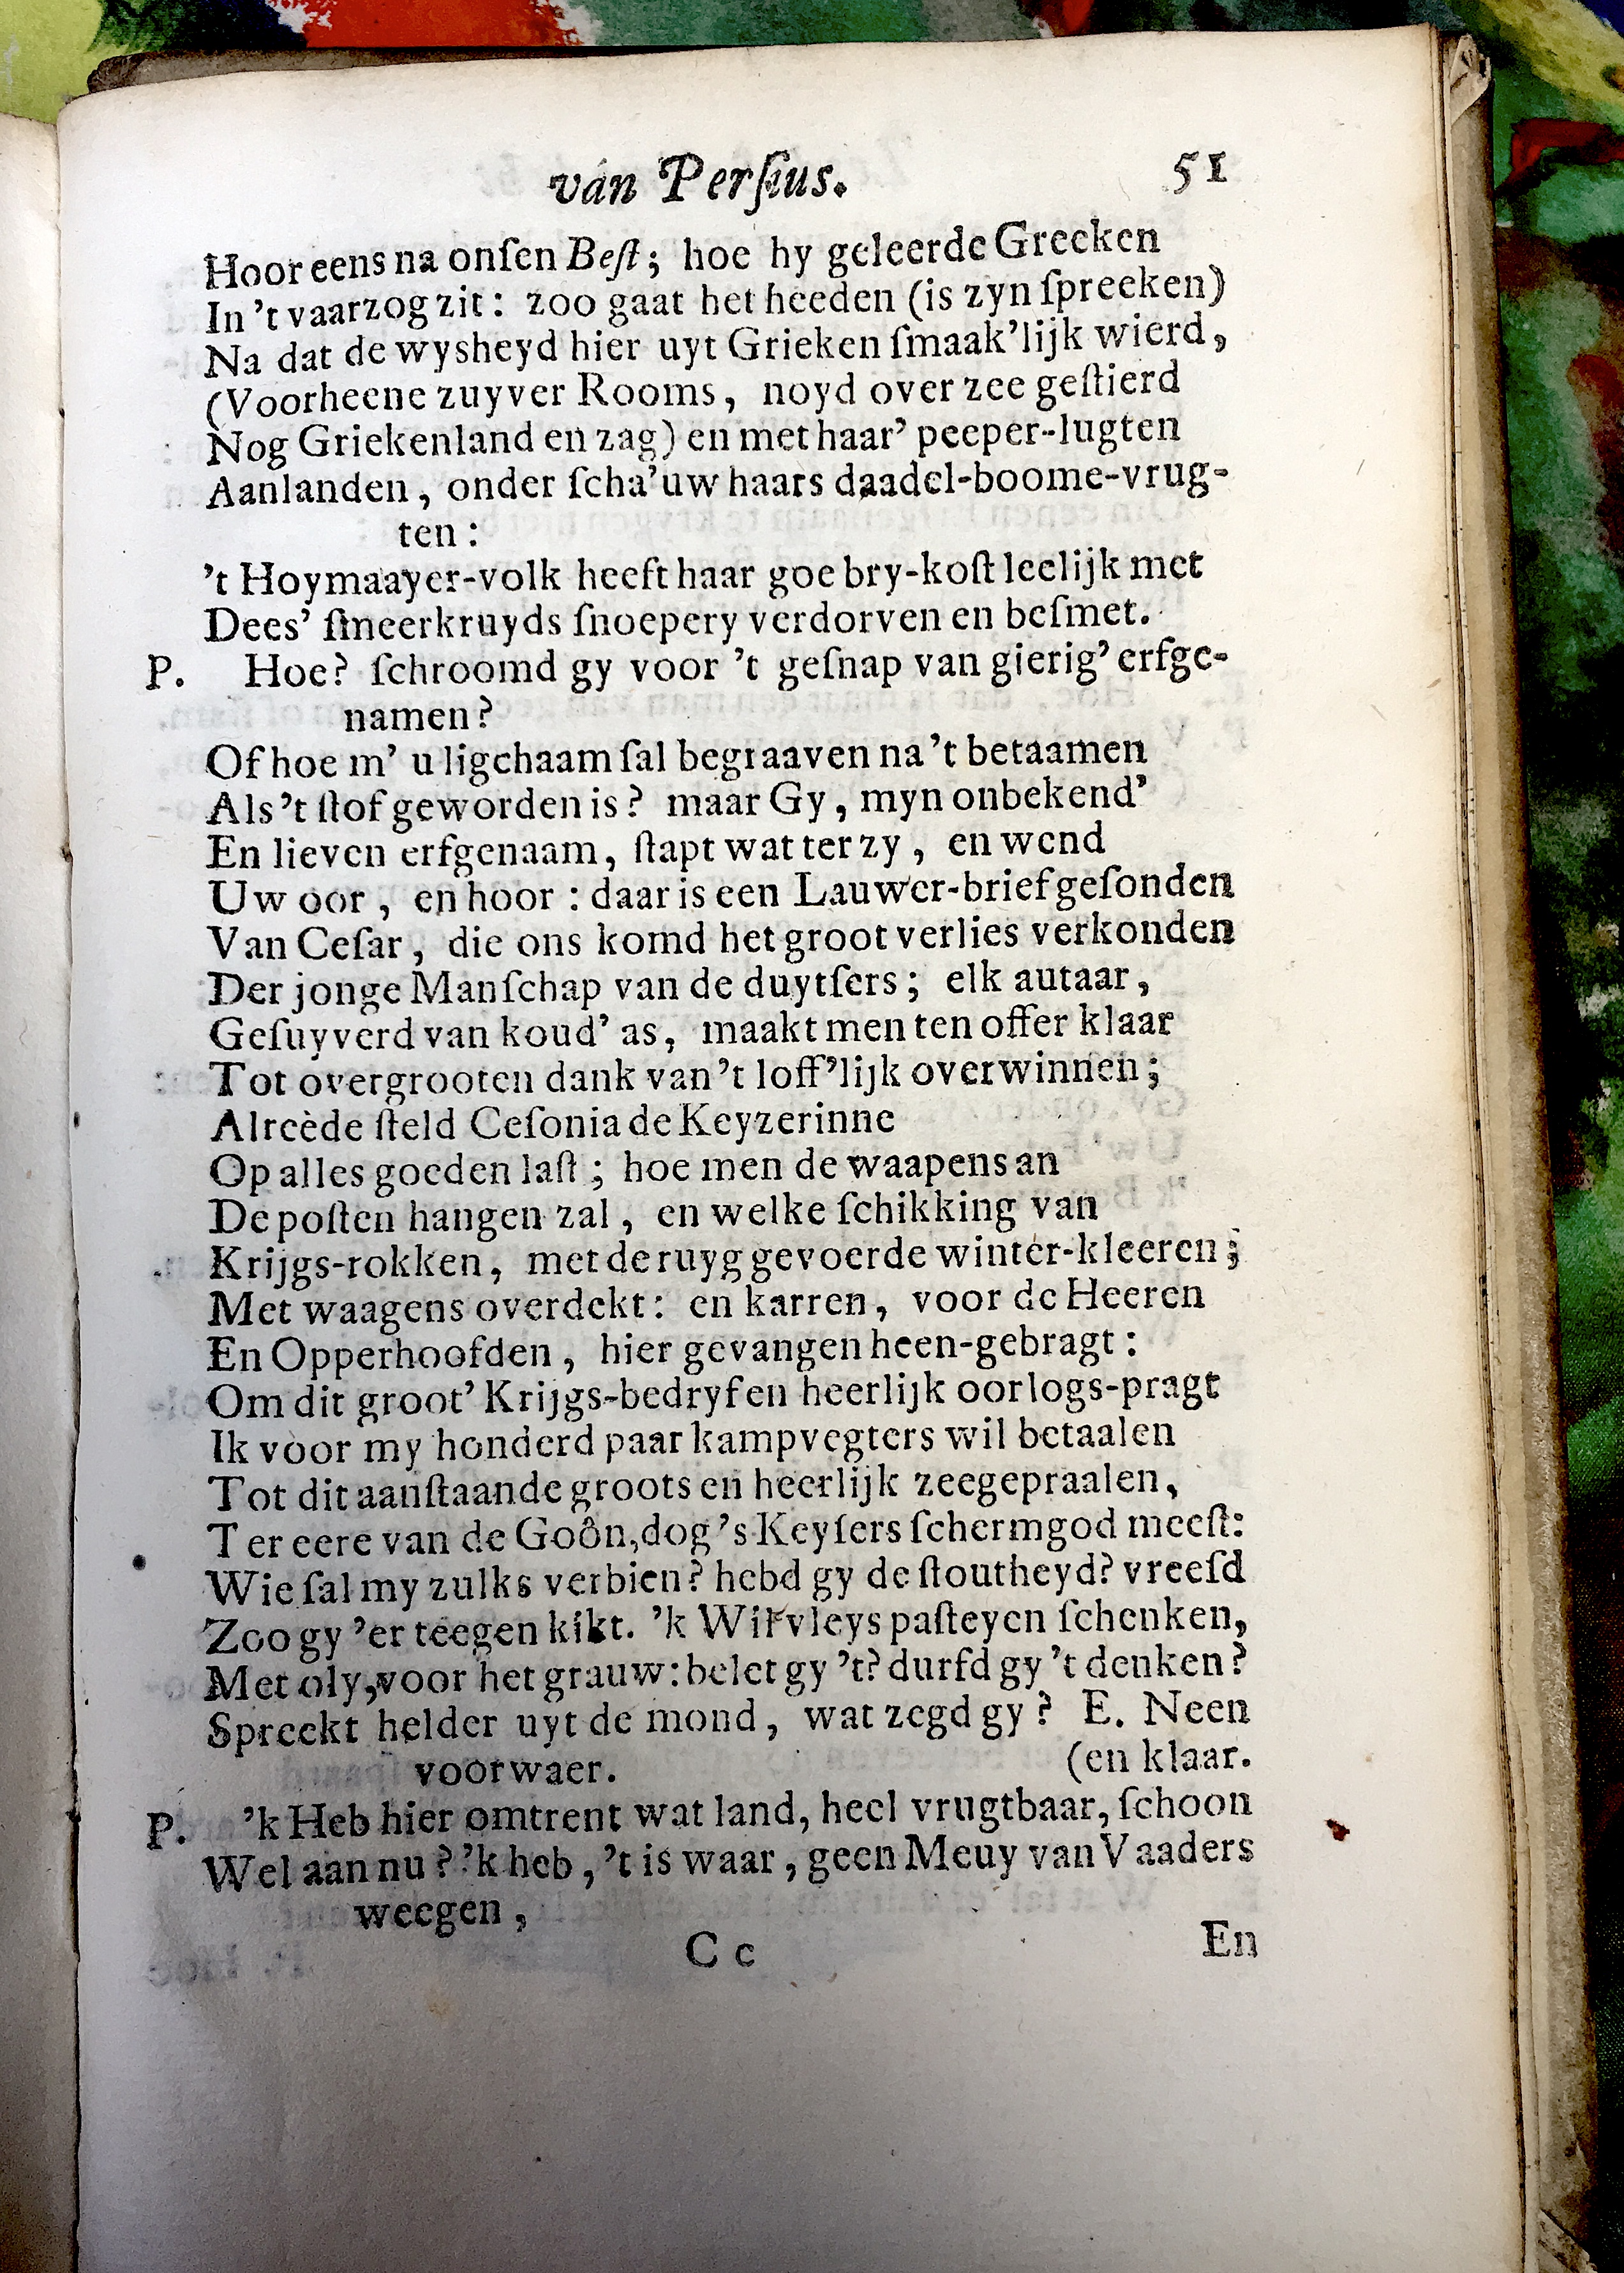 van Perſius. 51
Hoor eens na onſen Beſt; hoe hy geleerde Grecken
In 't vaarzog zit: zoo gaat het heeden (is zyn ſpreeken)
Na dat de wysheyd hier uyt Grieken ſmaak'lijk wierd,
(Voorheene zuyver Rooms, noyd over zee geſtierd
Nog Griekenland en zag) en met haar' peeper-lugten
Aanlanden, onder ſcha'uw haars daadel-boome-vrug-
ten:
't Hoymaayer-volk heeft haar goe bry-koſt leelijk met
Dees' ſmeerkruyds ſnoepery verdorven en beſmet.
P. Hoe? ſchroomd gy voor 't geſnap van gierig' erfge-
namen?
Of hoe m' u ligchaam ſal begraaven na 't betaamen
Als 't ſtof geworden is? maar Gy, myn onbekend'
En lieven erfgenaam, ſtapt wat ter zy, en wend
Uw oor, en hoor: daar is een Lauwer-brief geſonden
Van Ceſar, die ons komd het groot verlies verkonden
Der jonge Manſchap van de duytſers; elk autaar,
Geſuyverd van koud' as, maakt men ten offer klaar
Tot overgrooten dank van 't loff'lijk overwinnen;
Alreède ſteld Ceſonia de Keyzerinne
Op alles goeden laſt; hoe men de waapens an
De poſten hangen zal, en welke ſchikking van
Krijgs-rokken, met de ruyg gevoerde winter-kleeren;
Met waagens overdekt: en karren, voor de Heeren
En Opperhoofden, hier gevangen heen-gebragt:
Om dit groot' Krijgs-bedryf en heerlijk oorlogs-pragt
Ik voor my honderd paar kampvegters wil betaalen
Tot dit aanſtaande groots en heerlijk zeegepraalen,
Ter eere van de Goôn, dog 's Keyſers ſchermgod meeſt:
Wie ſal my zulks verbien? hebd gy de ſtoutheyd? vreeſd
Zoo gy 'er teegen kikt. 'k Wil vleys paſteyen ſchenken,
Met oly, voor het grauw: belet gy 't? durfd gy 't denken?
Spreekt helder uyt de mond, wat zegd gy? E. Neen
voorwaer. (en klaar.
P. 'k Heb hier omtrent wat land, heel vrugtbaar, ſchoon
Wel aan nu? 'k heb, 't is waar, geen Meuy van Vaaders
weegen,
C c En